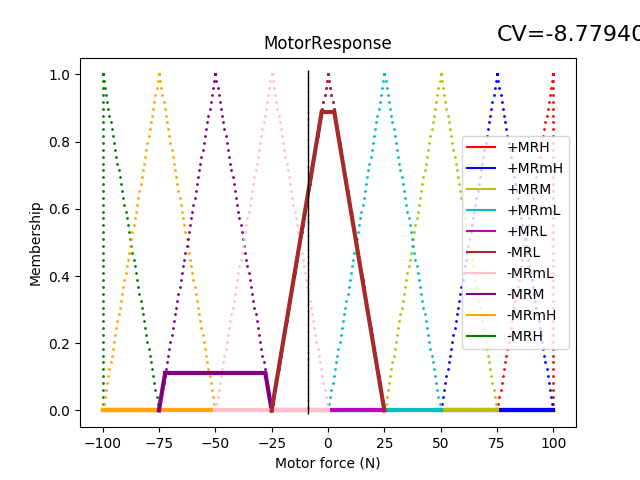 CV=-8.77940
MotorResponse
Membership
1.0
0.8
0.6
0.4
0.2
0.0
+MRH
+MRmH
+MRM
+MRmL
+MRL
-MRL
-MRmL
-MRM
-MRmH
-MRH
−100 −75 −50 −25 0 25 50 75 100
Motor force (N)